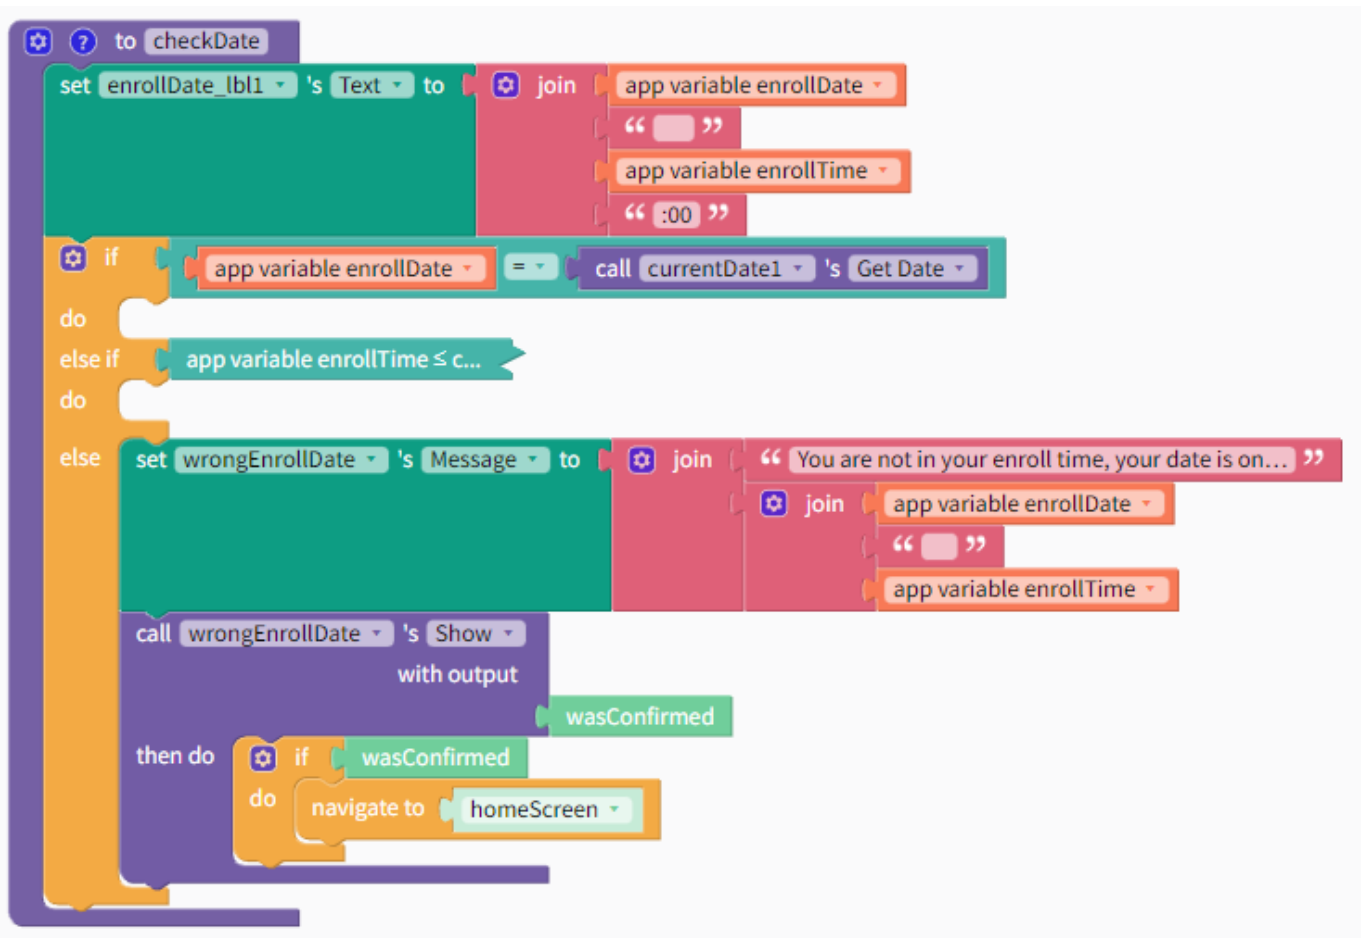 ? to checkDate
set enrollDate_lbl1 's Text to join app variable enrollDate
“ ”
app variable enrollTime
“ :00 ”
if app variable enrollDate = call currentDate1 's Get Date
do
else if app variable enrollTime ≤ c...
do
else set wrongEnrollDate 's Message to join “ You are not in your enroll time, your date is on... ”
join app variable enrollDate
“ ”
app variable enrollTime
call wrongEnrollDate 's Show
with output
wasConfirmed
then do if wasConfirmed
do navigate to homeScreen